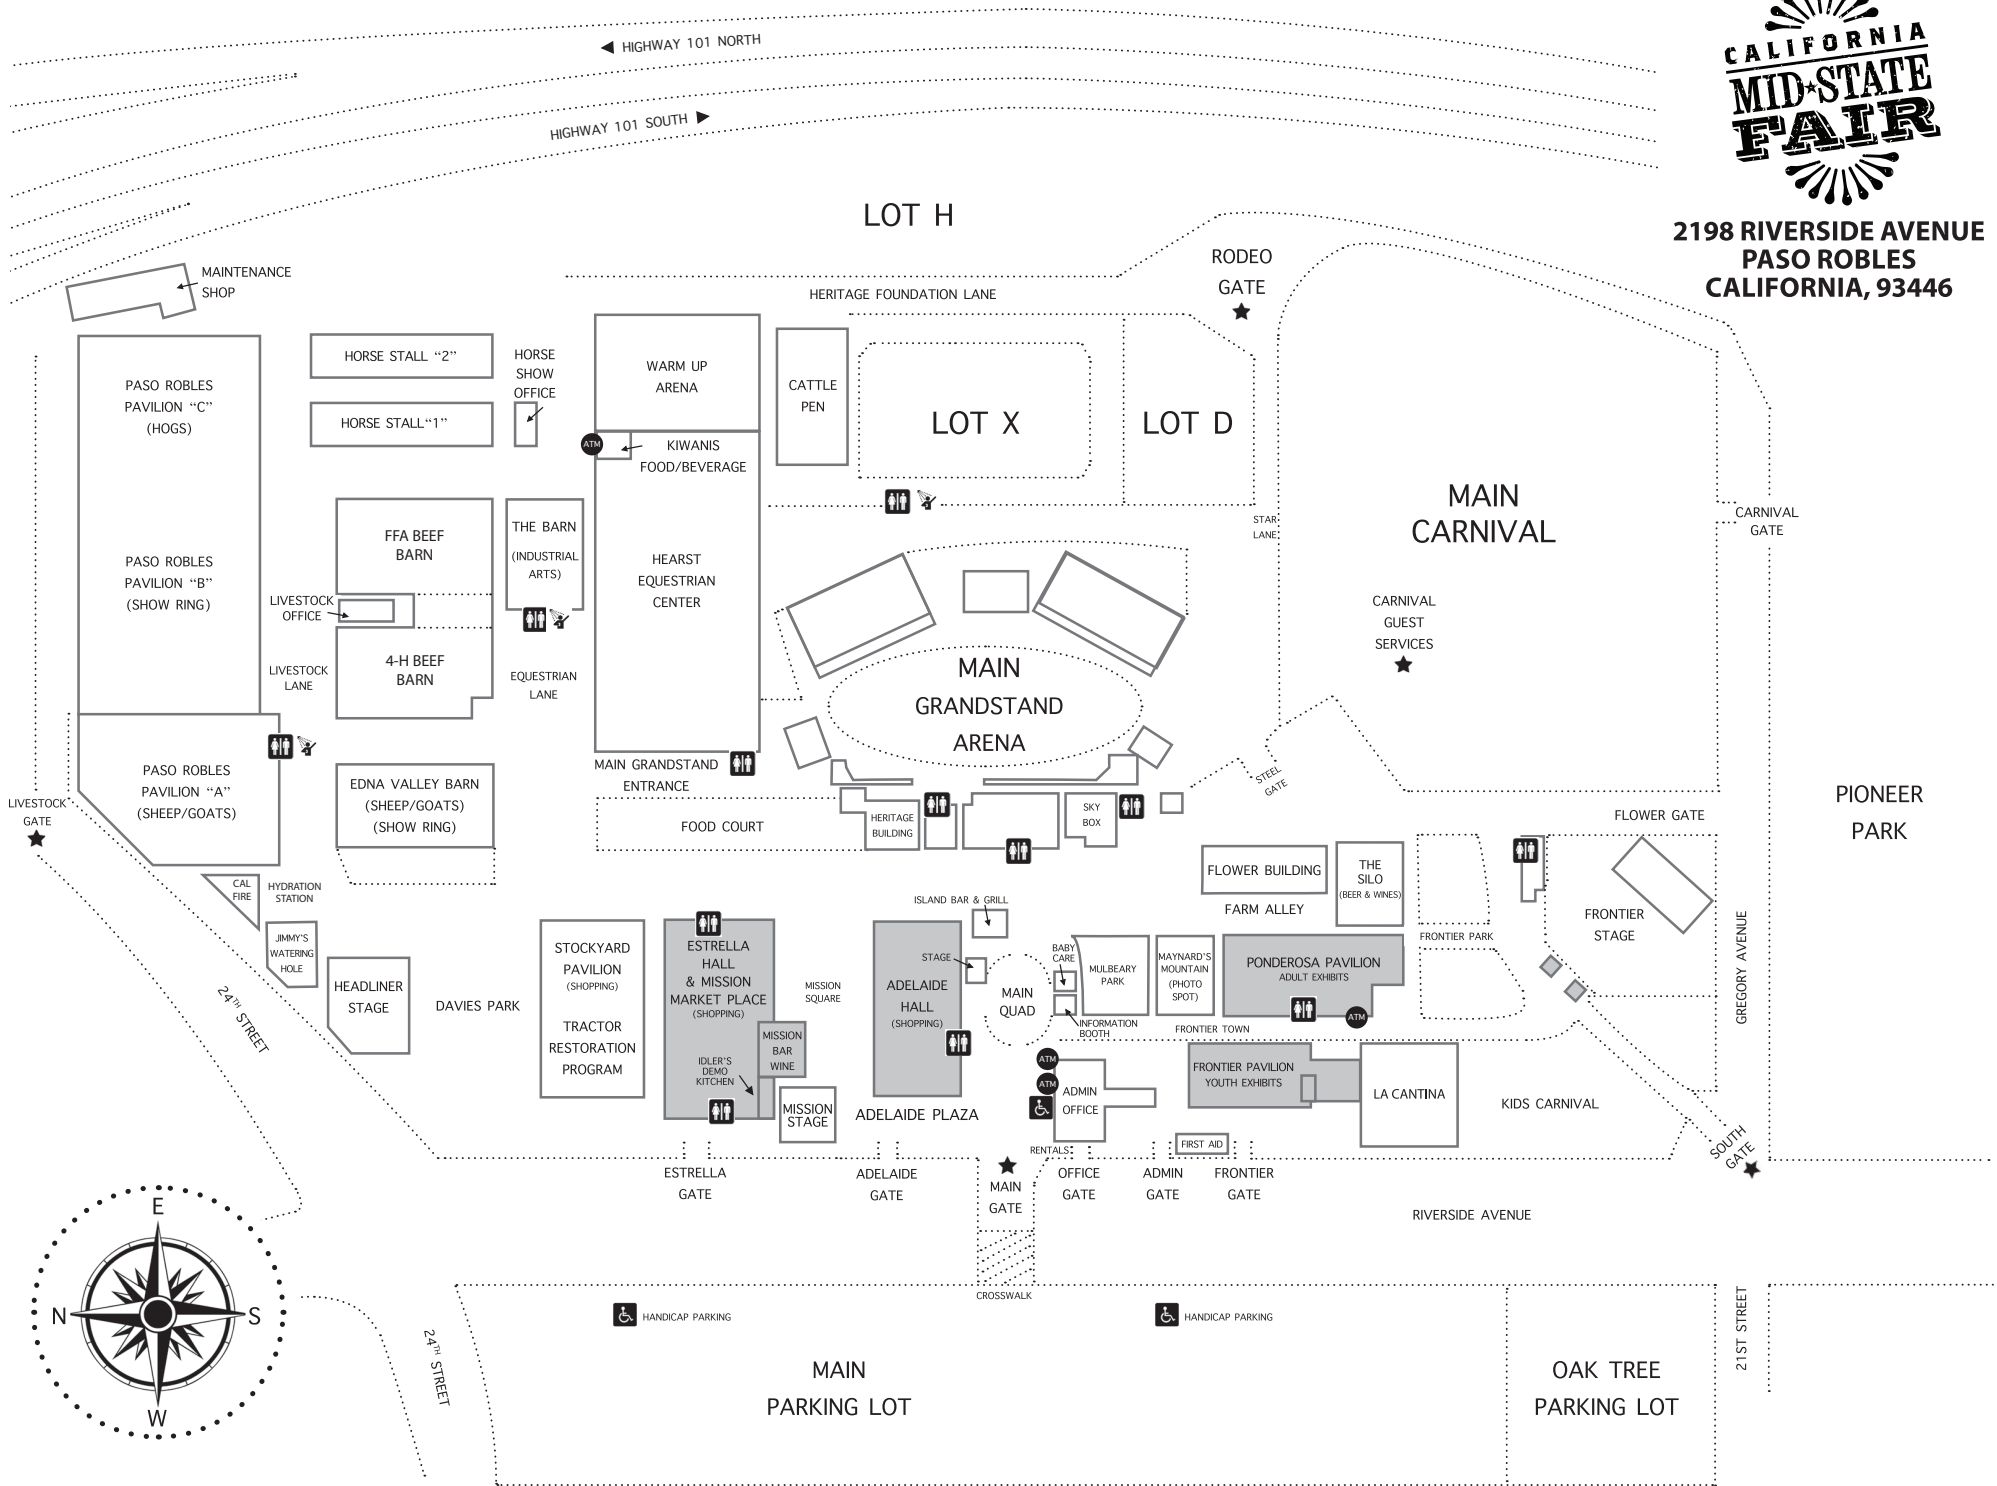 HIGHWAY 101 NORTH
HIGHWAY 101 SOUTH
CALIFORNIA
MID★STATE
FAIR
2198 RIVERSIDE AVENUE
PASO ROBLES
CALIFORNIA, 93446
LOT H
RODEO
GATE
HERITAGE FOUNDATION LANE
MAINTENANCE
SHOP
PASO ROBLES
PAVILION “C”
(HOGS)
HORSE STALL “2”
HORSE STALL“1”
HORSE
SHOW
OFFICE
WARM UP
ARENA
CATTLE
PEN
LOT X
LOT D
ATM
KIWANIS
FOOD/BEVERAGE
MAIN
CARNIVAL
STAR
LANE
CARNIVAL
GATE
FFA BEEF
BARN
THE BARN
(INDUSTRIAL
ARTS)
HEARST
EQUESTRIAN
CENTER
PASO ROBLES
PAVILION “B”
(SHOW RING)
LIVESTOCK
OFFICE
CARNIVAL
GUEST
SERVICES
LIVESTOCK
LANE
4-H BEEF
BARN
EQUESTRIAN
LANE
MAIN
GRANDSTAND
ARENA
PASO ROBLES
PAVILION “A”
(SHEEP/GOATS)
EDNA VALLEY BARN
(SHEEP/GOATS)
(SHOW RING)
MAIN GRANDSTAND
ENTRANCE
STEEL
GATE
LIVESTOCK
GATE
FOOD COURT
HERITAGE
BUILDING
SKY
BOX
FLOWER GATE
PIONEER
PARK
CAL
FIRE
HYDRATION
STATION
FLOWER BUILDING
THE
SILO
(BEER & WINES)
FARM ALLEY
ISLAND BAR & GRILL
FRONTIER
STAGE
FRONTIER PARK
JIMMY'S
WATERING
HOLE
HEADLINER
STAGE
DAVIES PARK
STOCKYARD
PAVILION
(SHOPPING)
TRACTOR
RESTORATION
PROGRAM
ESTRELLA
HALL
& MISSION
MARKET PLACE
(SHOPPING)
MISSION
SQUARE
ADELAIDE
HALL
(SHOPPING)
STAGE
MAIN
QUAD
BABY
CARE
MULBEARY
PARK
MAYNARD'S
MOUNTAIN
(PHOTO
SPOT)
PONDEROSA PAVILION
ADULT EXHIBITS
ATM
GREGORY AVENUE
24TH STREET
INFORMATION
BOOTH
FRONTIER TOWN
MISSION
BAR
WINE
IDLER'S
DEMO
KITCHEN
MISSION
STAGE
ADELAIDE PLAZA
ATM
ATM
ADMIN
OFFICE
FRONTIER PAVILION
YOUTH EXHIBITS
LA CANTINA
KIDS CARNIVAL
FIRST AID
RENTALS
SOUTH
GATE
ESTRELLA
GATE
ADELAIDE
GATE
MAIN
GATE
OFFICE
GATE
ADMIN
GATE
FRONTIER
GATE
RIVERSIDE AVENUE
E
N
S
W
CROSSWALK
HANDICAP PARKING
HANDICAP PARKING
24TH STREET
21ST STREET
MAIN
PARKING LOT
OAK TREE
PARKING LOT